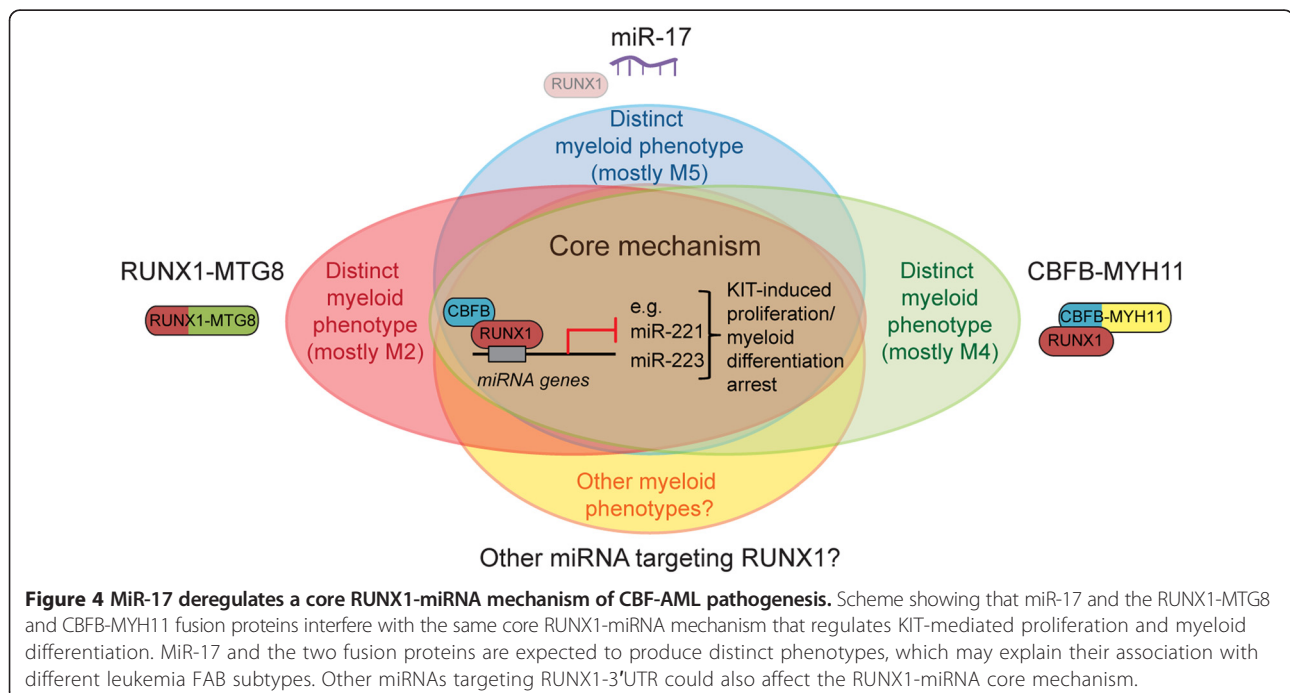 miR-17
RUNX1
Distinct
myeloid phenotype
(mostly M5)
RUNX1-MTG8
RUNX1-MTG8
Distinct
myeloid
phenotype
(mostly M2)
Core mechanism
CBFB
RUNX1
miRNA genes
e.g.
miR-221
miR-223
KIT-induced
proliferation/
myeloid
differentiation
arrest
Distinct
myeloid
phenotype
(mostly M4)
CBFB-MYH11
CBFB-MYH11
RUNX1
Other myeloid
phenotypes?
Other miRNA targeting RUNX1?
Figure 4 MiR-17 deregulates a core RUNX1-miRNA mechanism of CBF-AML pathogenesis. Scheme showing that miR-17 and the RUNX1-MTG8
and CBFB-MYH11 fusion proteins interfere with the same core RUNX1-miRNA mechanism that regulates KIT-mediated proliferation and myeloid
differentiation. MiR-17 and the two fusion proteins are expected to produce distinct phenotypes, which may explain their association with
different leukemia FAB subtypes. Other miRNAs targeting RUNX1-3′UTR could also affect the RUNX1-miRNA core mechanism.